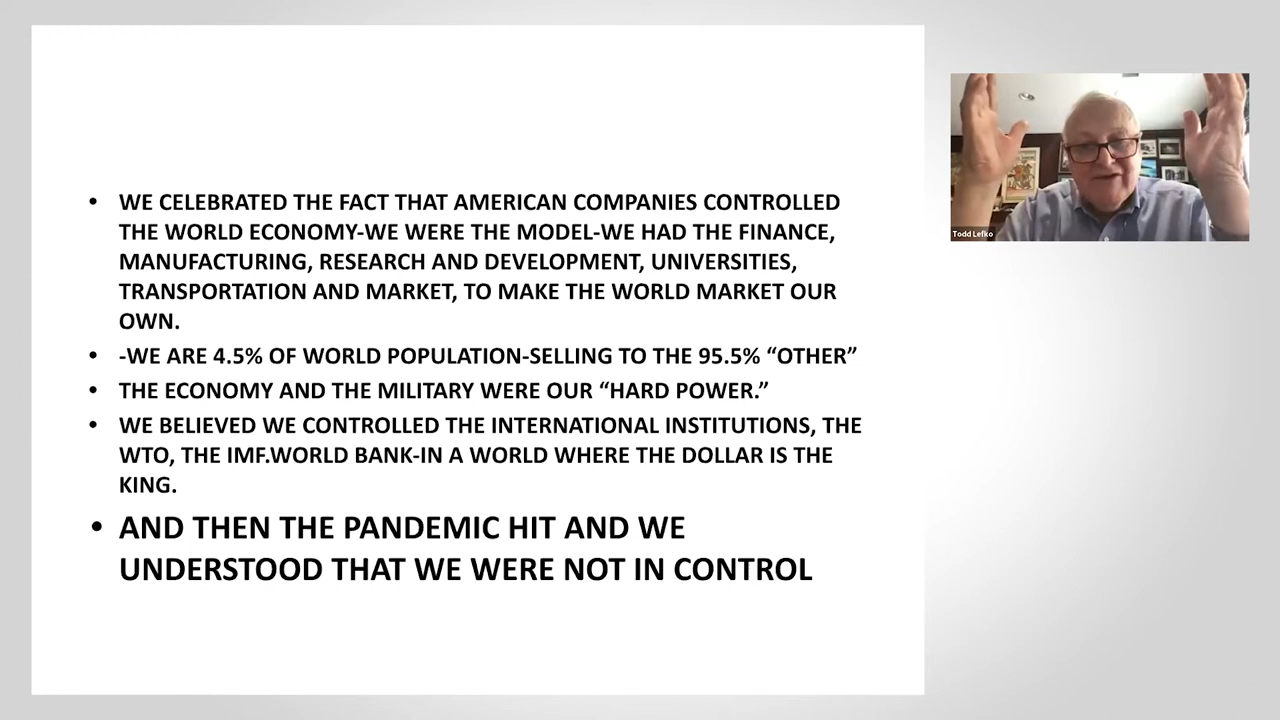 • WE CELEBRATED THE FACT THAT AMERICAN COMPANIES CONTROLLED
THE WORLD ECONOMY-WE WERE THE MODEL-WE HAD THE FINANCE,
MANUFACTURING, RESEARCH AND DEVELOPMENT, UNIVERSITIES,
TRANSPORTATION AND MARKET, TO MAKE THE WORLD MARKET OUR
OWN.
• -WE ARE 4.5% OF WORLD POPULATION-SELLING TO THE 95.5% “OTHER”
• THE ECONOMY AND THE MILITARY WERE OUR “HARD POWER.”
• WE BELIEVED WE CONTROLLED THE INTERNATIONAL INSTITUTIONS, THE
WTO, THE IMF.WORLD BANK-IN A WORLD WHERE THE DOLLAR IS THE
KING.
• AND THEN THE PANDEMIC HIT AND WE
UNDERSTOOD THAT WE WERE NOT IN CONTROL
Todd Lefko